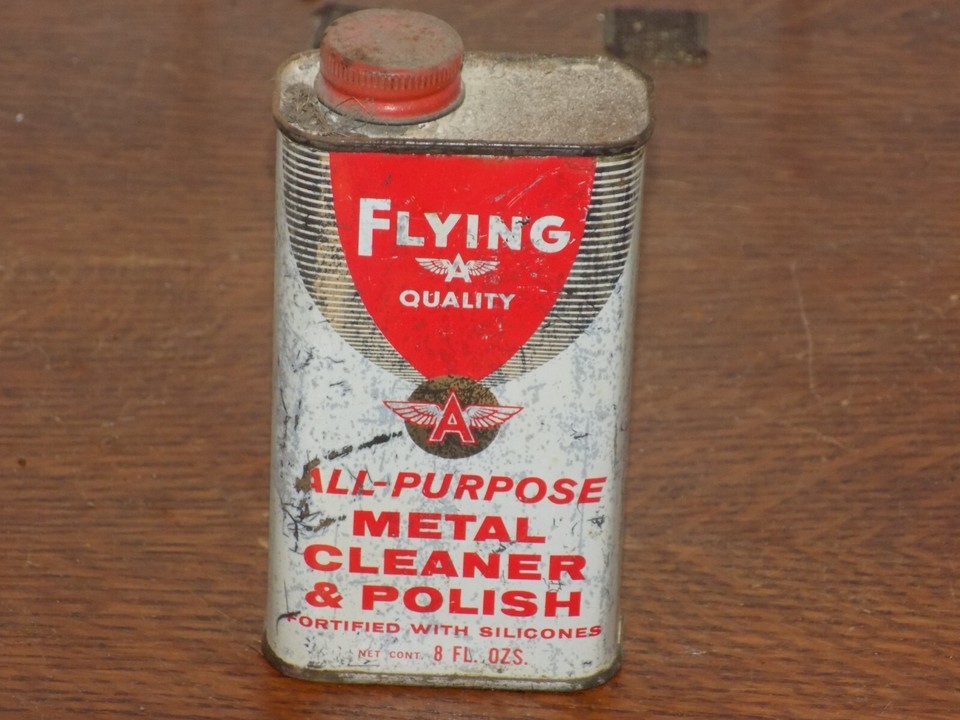 FLYING
A
QUALITY
A
ALL-PURPOSE
METAL
CLEANER
& POLISH
FORTIFIED WITH SILICONES
NET CONT. 8 FL. OZS.